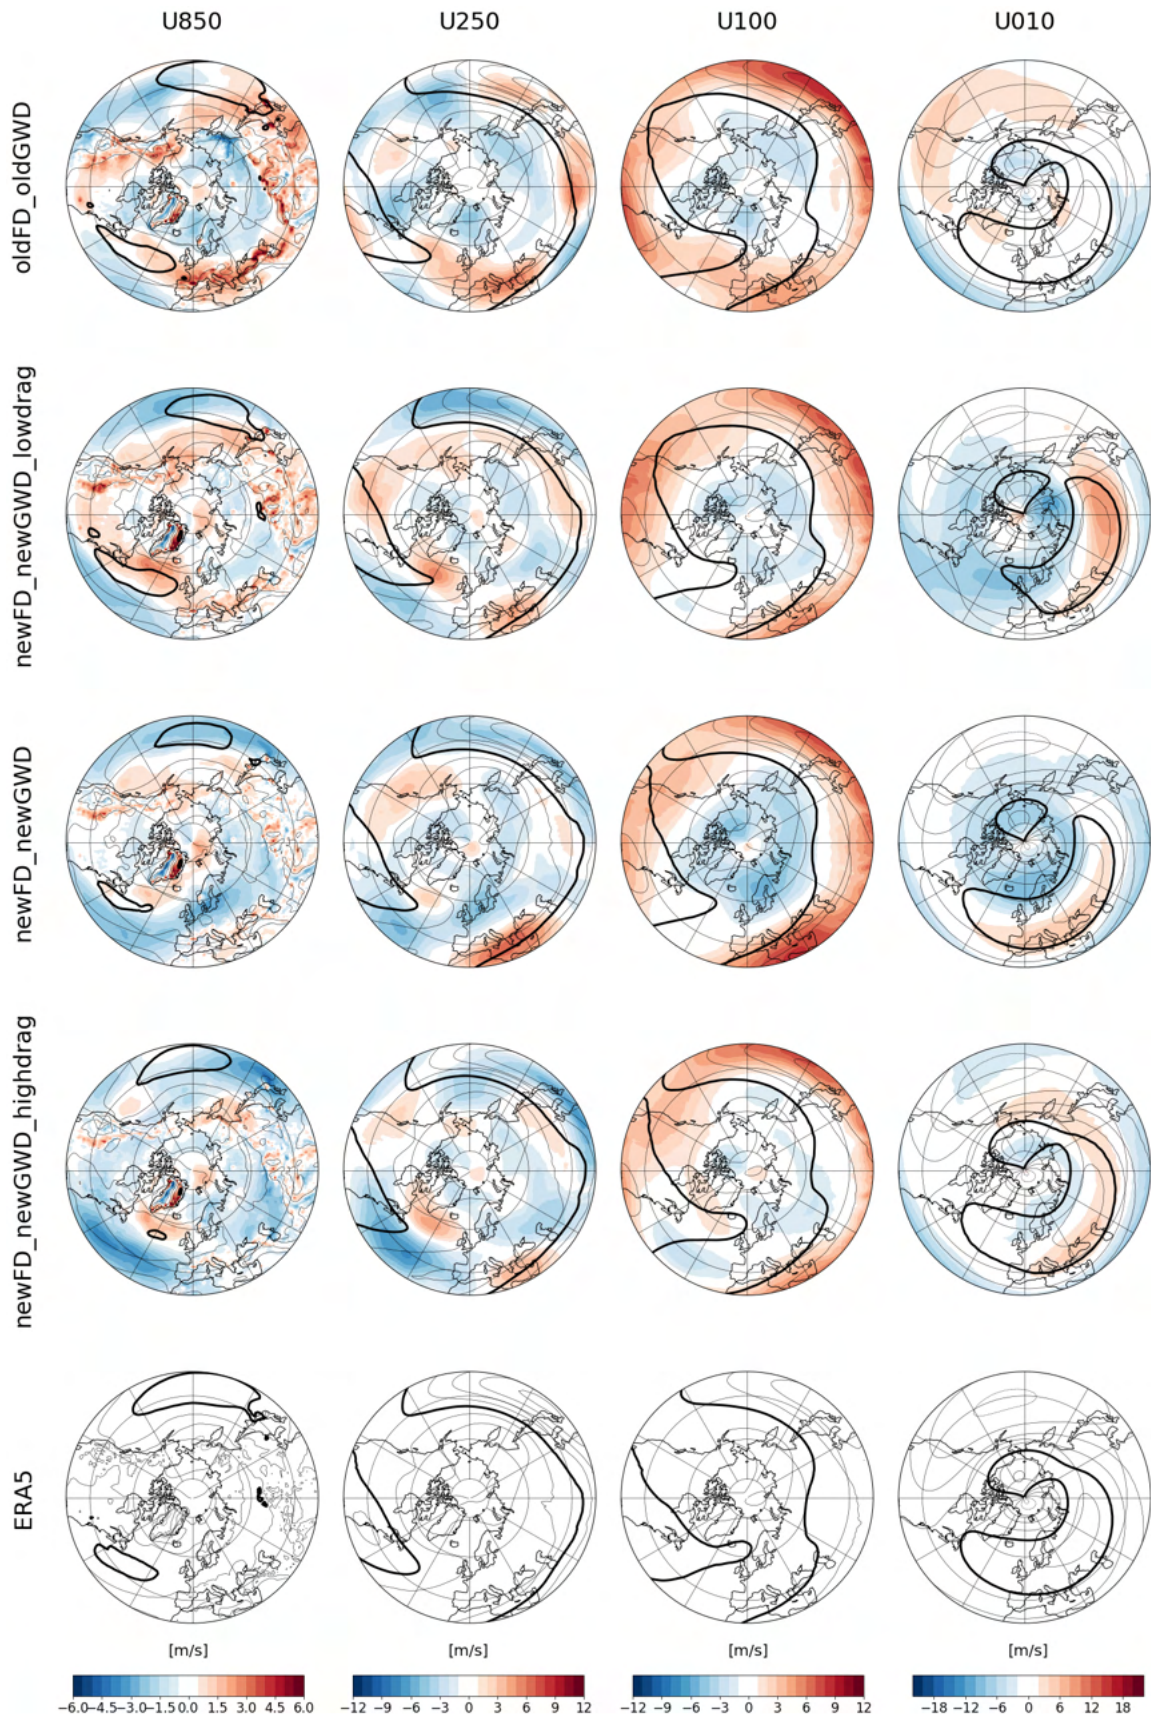 U850 U250 U100 U010
oldFD_oldGWD
newFD_newGWD_lowdrag
newFD_newGWD
newFD_newGWD_highdrag
ERA5
[m/s] [m/s] [m/s] [m/s]
−6.0 −4.5 −3.0 −1.5 0.0 1.5 3.0 4.5 6.0 −12 −9 −6 −3 0 3 6 9 12 −12 −9 −6 −3 0 3 6 9 12 −18 −12 −6 0 6 12 18